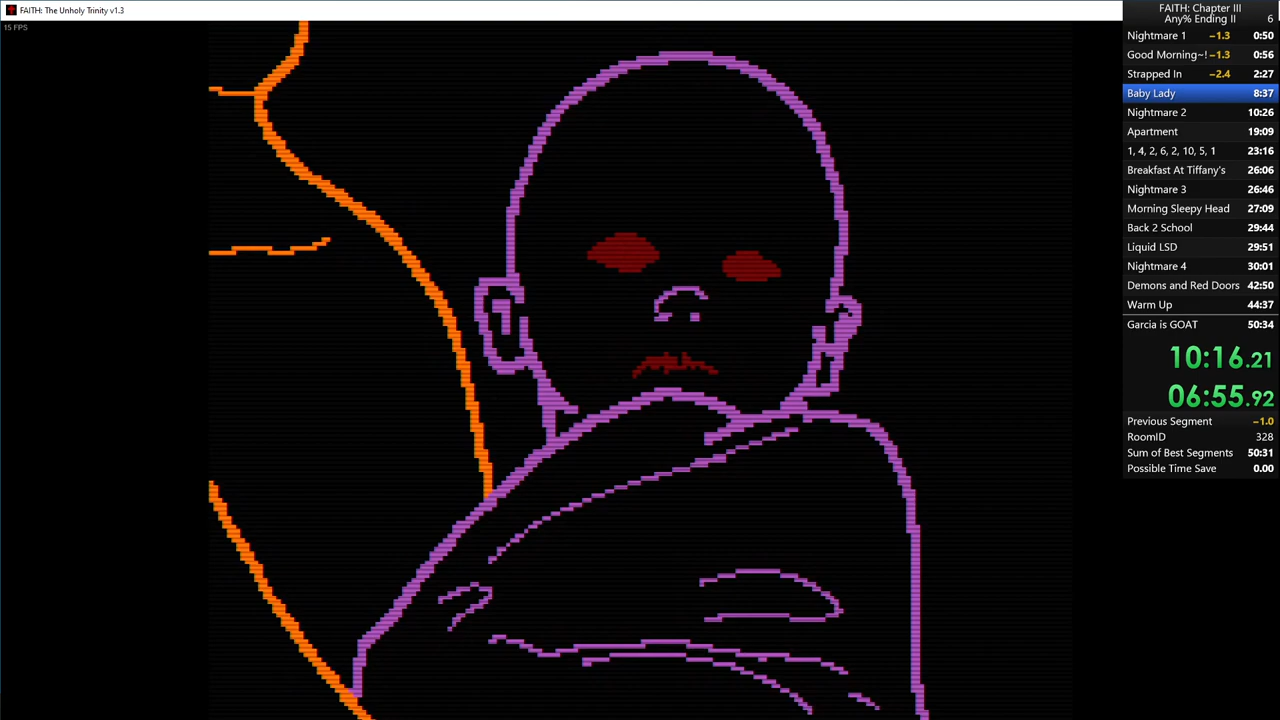 FAITH: The Unholy Trinity v1.3
15 FPS
FAITH: Chapter III
Any% Ending II 6
Nightmare 1 −1.3 0:50
Good Morning~! −1.3 0:56
Strapped In −2.4 2:27
Baby Lady 8:37
Nightmare 2 10:26
Apartment 19:09
1, 4, 2, 6, 2, 10, 5, 1 23:16
Breakfast At Tiffany's 26:06
Nightmare 3 26:46
Morning Sleepy Head 27:09
Back 2 School 29:44
Liquid LSD 29:51
Nightmare 4 30:01
Demons and Red Doors 42:50
Warm Up 44:37
Garcia is GOAT 50:34
10:16.21
06:55.92
Previous Segment −1.0
RoomID 328
Sum of Best Segments 50:31
Possible Time Save 0.00